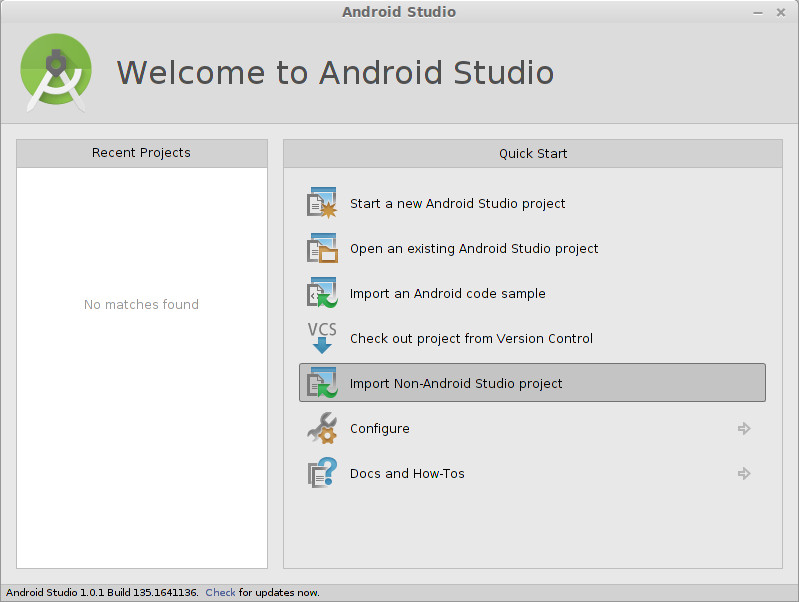 Android Studio
Welcome to Android Studio
Recent Projects
No matches found
Quick Start
Start a new Android Studio project
Open an existing Android Studio project
Import an Android code sample
VCS
Check out project from Version Control
Import Non-Android Studio project
Configure
Docs and How-Tos
Android Studio 1.0.1 Build 135.1641136. Check for updates now.